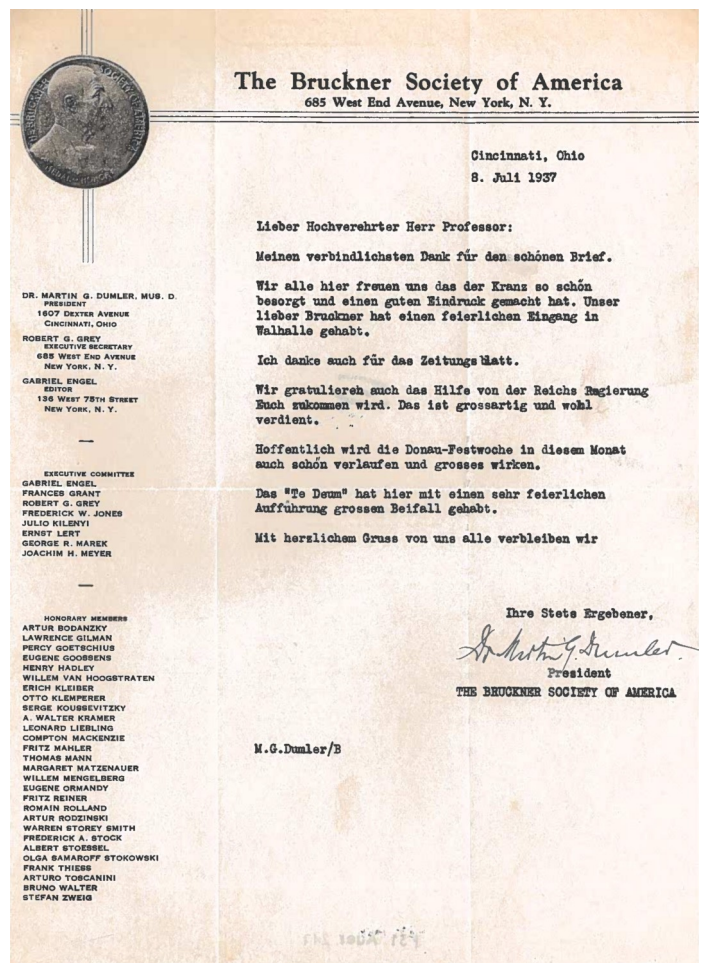 The Bruckner Society of America
685 West End Avenue, New York, N. Y.
Cincinnati, Ohio
8. Juli 1937
Lieber Hochverehrter Herr Professor:
Meinen verbindlichsten Dank für den schönen Brief.
Wir alle hier freuen uns das der Kranz so schön
besorgt und einen guten Eindruck gemacht hat. Unser
lieber Bruckner hat einen feierlichen Eingang in
Walhalle gehabt.
Ich danke auch für das Zeitungsblatt.
Wir gratuliereh auch das Hilfe von der Reichs Regierung
Euch zukommen wird. Das ist grossartig und wohl
verdient.
Hoffentlich wird die Donau-Festwoche in diesem Monat
auch schön verlaufen und grosses wirken.
Das "Te Deum" hat hier mit einen sehr feierlichen
Aufführung grossen Beifall gehabt.
Mit herzlichem Gruss von uns alle verbleiben wir
Ihre Stets Ergebener,
Dr Martin G. Dumler.
President
THE BRUCKNER SOCIETY OF AMERICA
M.G.Dumler/B
DR. MARTIN G. DUMLER, MUS. D.
PRESIDENT
1607 DEXTER AVENUE
CINCINNATI, OHIO
ROBERT G. GREY
EXECUTIVE SECRETARY
685 WEST END AVENUE
NEW YORK, N. Y.
GABRIEL ENGEL
EDITOR
136 WEST 78TH STREET
NEW YORK, N. Y.
EXECUTIVE COMMITTEE
GABRIEL ENGEL
FRANCES GRANT
ROBERT G. GREY
FREDERICK W. JONES
JULIO KILENYI
ERNST LERT
GEORGE R. MAREK
JOACHIM H. MEYER
HONORARY MEMBERS
ARTUR BODANZKY
LAWRENCE GILMAN
PERCY GOETSCHIUS
EUGENE GOOSSENS
HENRY HADLEY
WILLEM VAN HOOGSTRATEN
ERICH KLEIBER
OTTO KLEMPERER
SERGE KOUSSEVITZKY
A. WALTER KRAMER
LEONARD LIEBLING
COMPTON MACKENZIE
FRITZ MAHLER
THOMAS MANN
MARGARET MATZENAUER
WILLEM MENGELBERG
EUGENE ORMANDY
FRITZ REINER
ROMAIN ROLLAND
ARTUR RODZINSKI
WARREN STOREY SMITH
FREDERICK A. STOCK
ALBERT STOESSEL
OLGA SAMAROFF STOKOWSKI
FRANK THIESS
ARTURO TOSCANINI
BRUNO WALTER
STEFAN ZWEIG